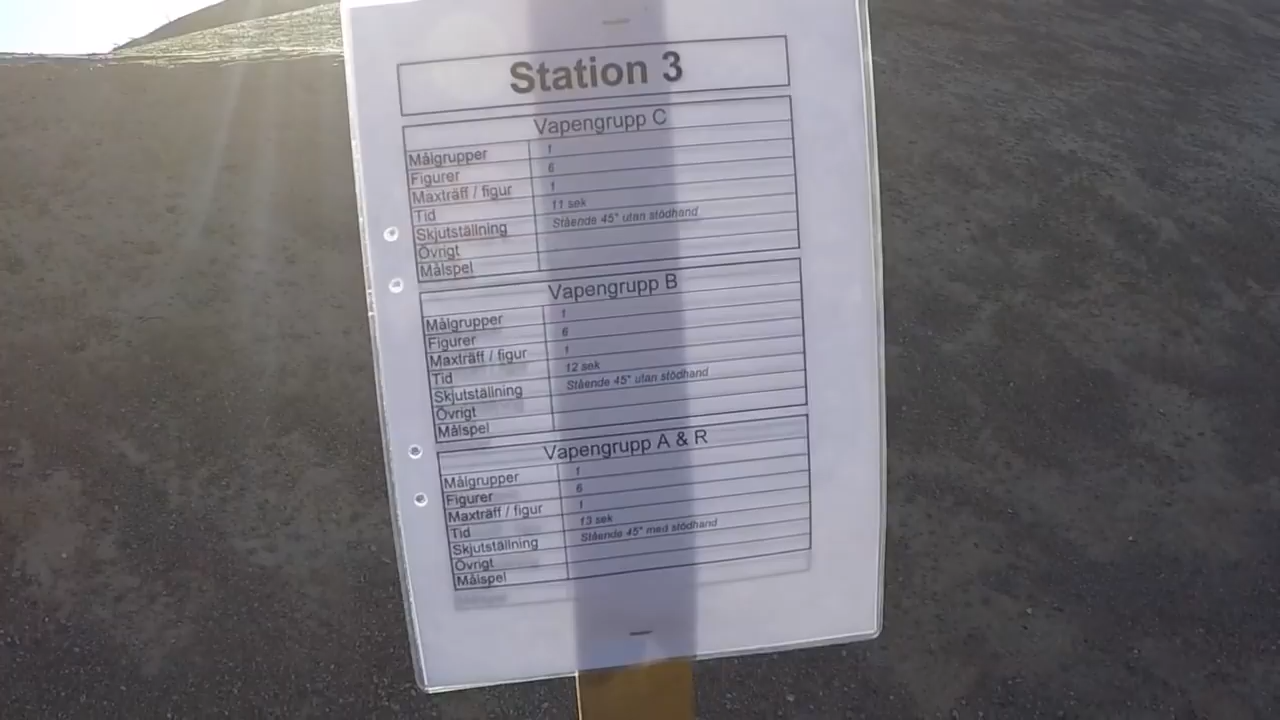 Station 3
Vapengrupp C
Målgrupper 1
Figurer 6
Maxträff / figur 1
Tid 11 sek
Skjutställning Stående 45° utan stödhand
Övrigt
Målspel
Vapengrupp B
Målgrupper 1
Figurer 6
Maxträff / figur 1
Tid 12 sek
Skjutställning Stående 45° utan stödhand
Övrigt
Målspel
Vapengrupp A & R
Målgrupper 1
Figurer 6
Maxträff / figur 1
Tid 13 sek
Skjutställning Stående 45° med stödhand
Övrigt
Målspel